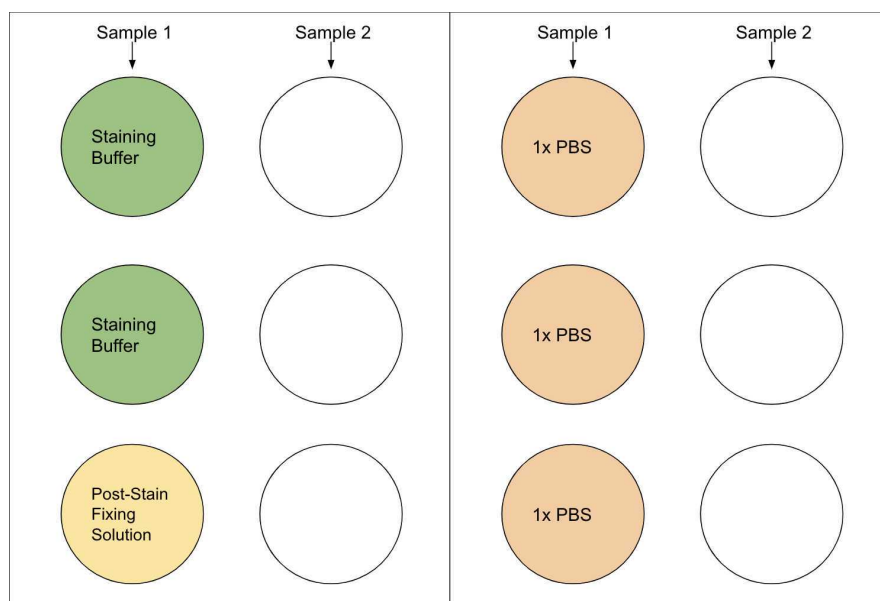 Sample 1
Sample 2
Staining
Buffer
Staining
Buffer
Post-Stain
Fixing
Solution
Sample 1
Sample 2
1x PBS
1x PBS
1x PBS